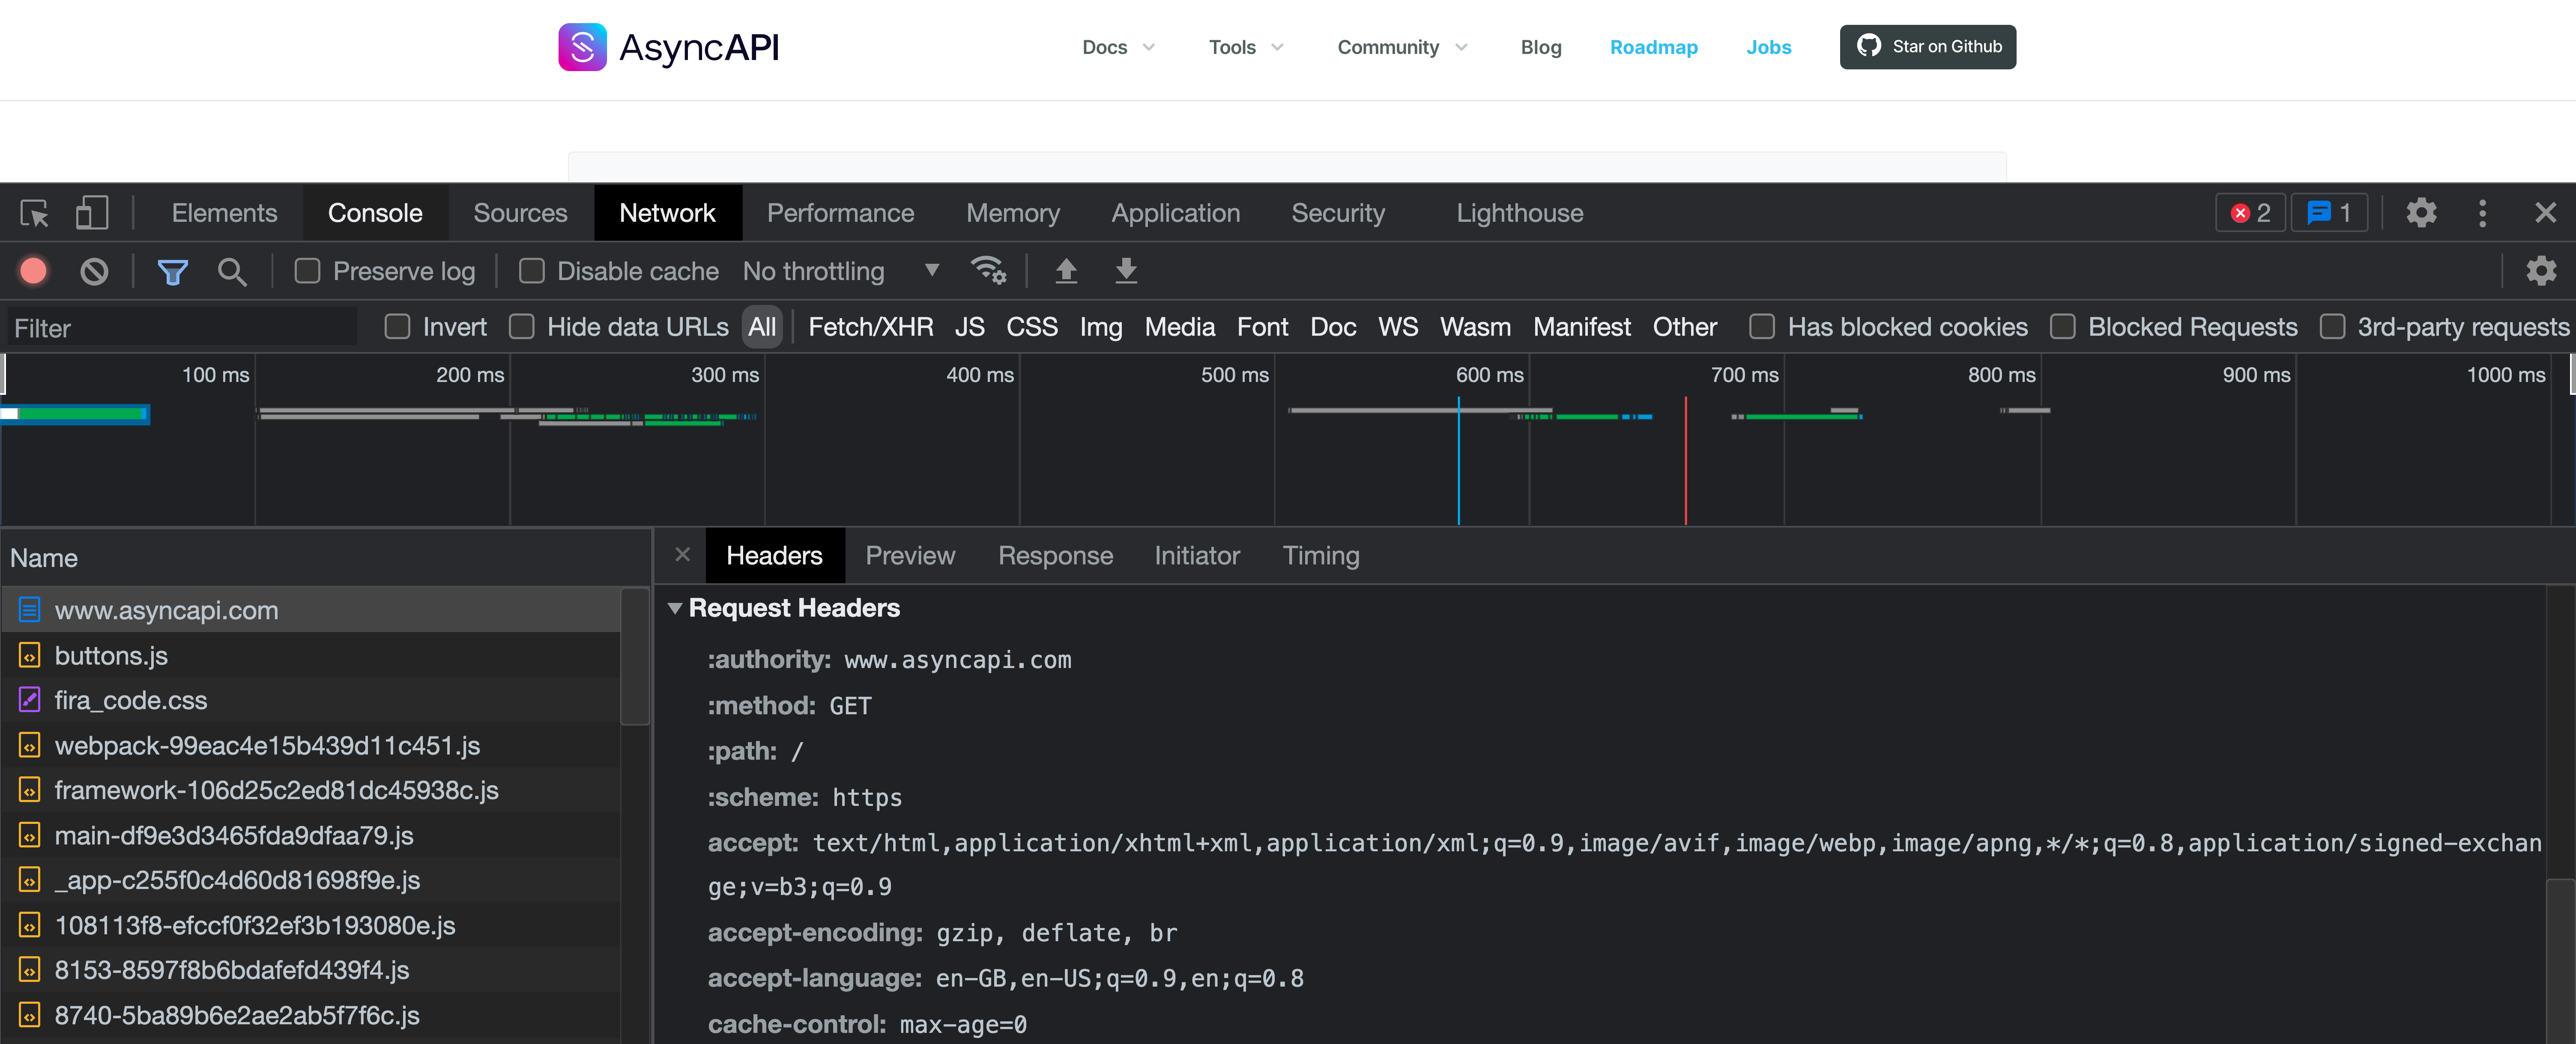 AsyncAPI Docs Tools Community Blog Roadmap Jobs Star on Github
Elements Console Sources Network Performance Memory Application Security Lighthouse 2 1
Preserve log Disable cache No throttling
Filter Invert Hide data URLs All Fetch/XHR JS CSS Img Media Font Doc WS Wasm Manifest Other Has blocked cookies Blocked Requests 3rd-party requests
100 ms 200 ms 300 ms 400 ms 500 ms 600 ms 700 ms 800 ms 900 ms 1000 ms
Name
www.asyncapi.com
buttons.js
fira_code.css
webpack-99eac4e15b439d11c451.js
framework-106d25c2ed81dc45938c.js
main-df9e3d3465fda9dfaa79.js
_app-c255f0c4d60d81698f9e.js
108113f8-efccf0f32ef3b193080e.js
8153-8597f8b6bdafefd439f4.js
8740-5ba89b6e2ae2ab5f7f6c.js
Headers Preview Response Initiator Timing
Request Headers
:authority: www.asyncapi.com
:method: GET
:path: /
:scheme: https
accept: text/html,application/xhtml+xml,application/xml;q=0.9,image/avif,image/webp,image/apng,*/*;q=0.8,application/signed-exchan
ge;v=b3;q=0.9
accept-encoding: gzip, deflate, br
accept-language: en-GB,en-US;q=0.9,en;q=0.8
cache-control: max-age=0